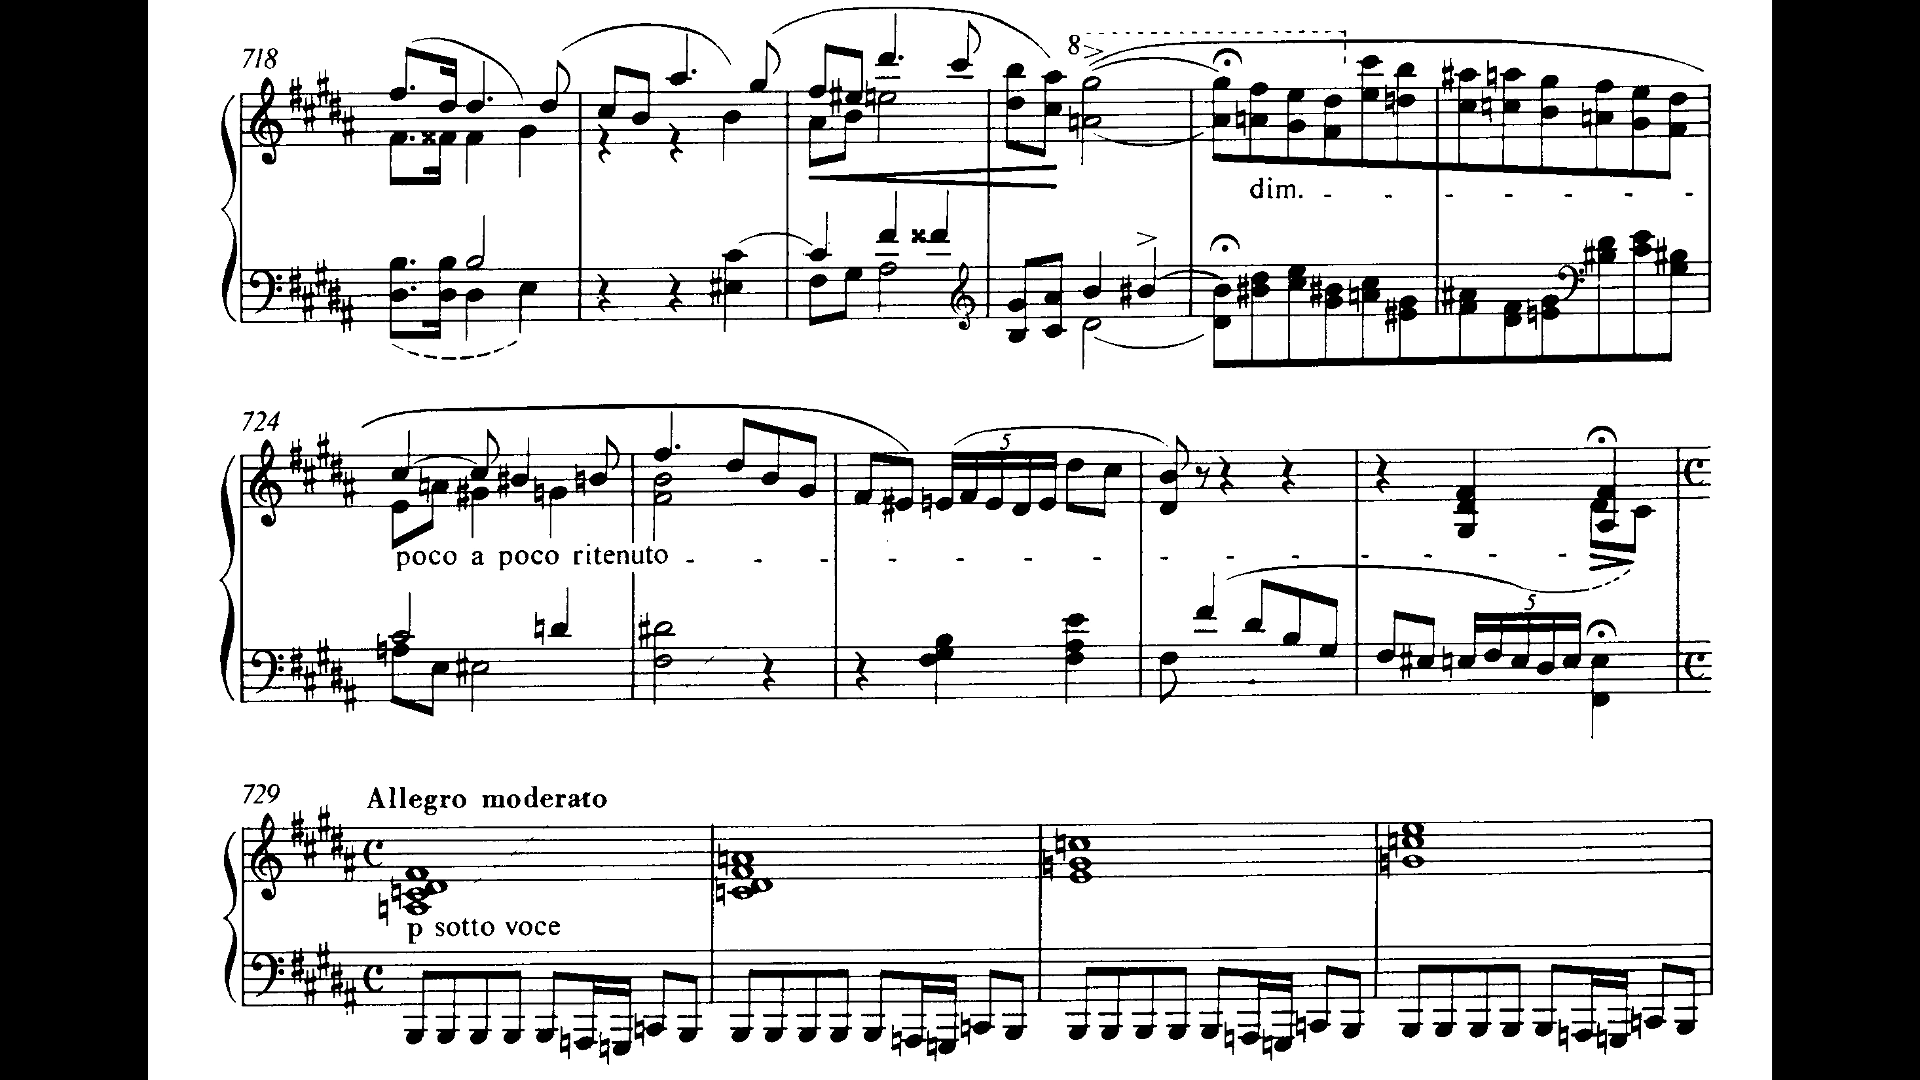 718
8
dim.
724
5
poco a poco ritenuto
5
729
Allegro moderato
p sotto voce